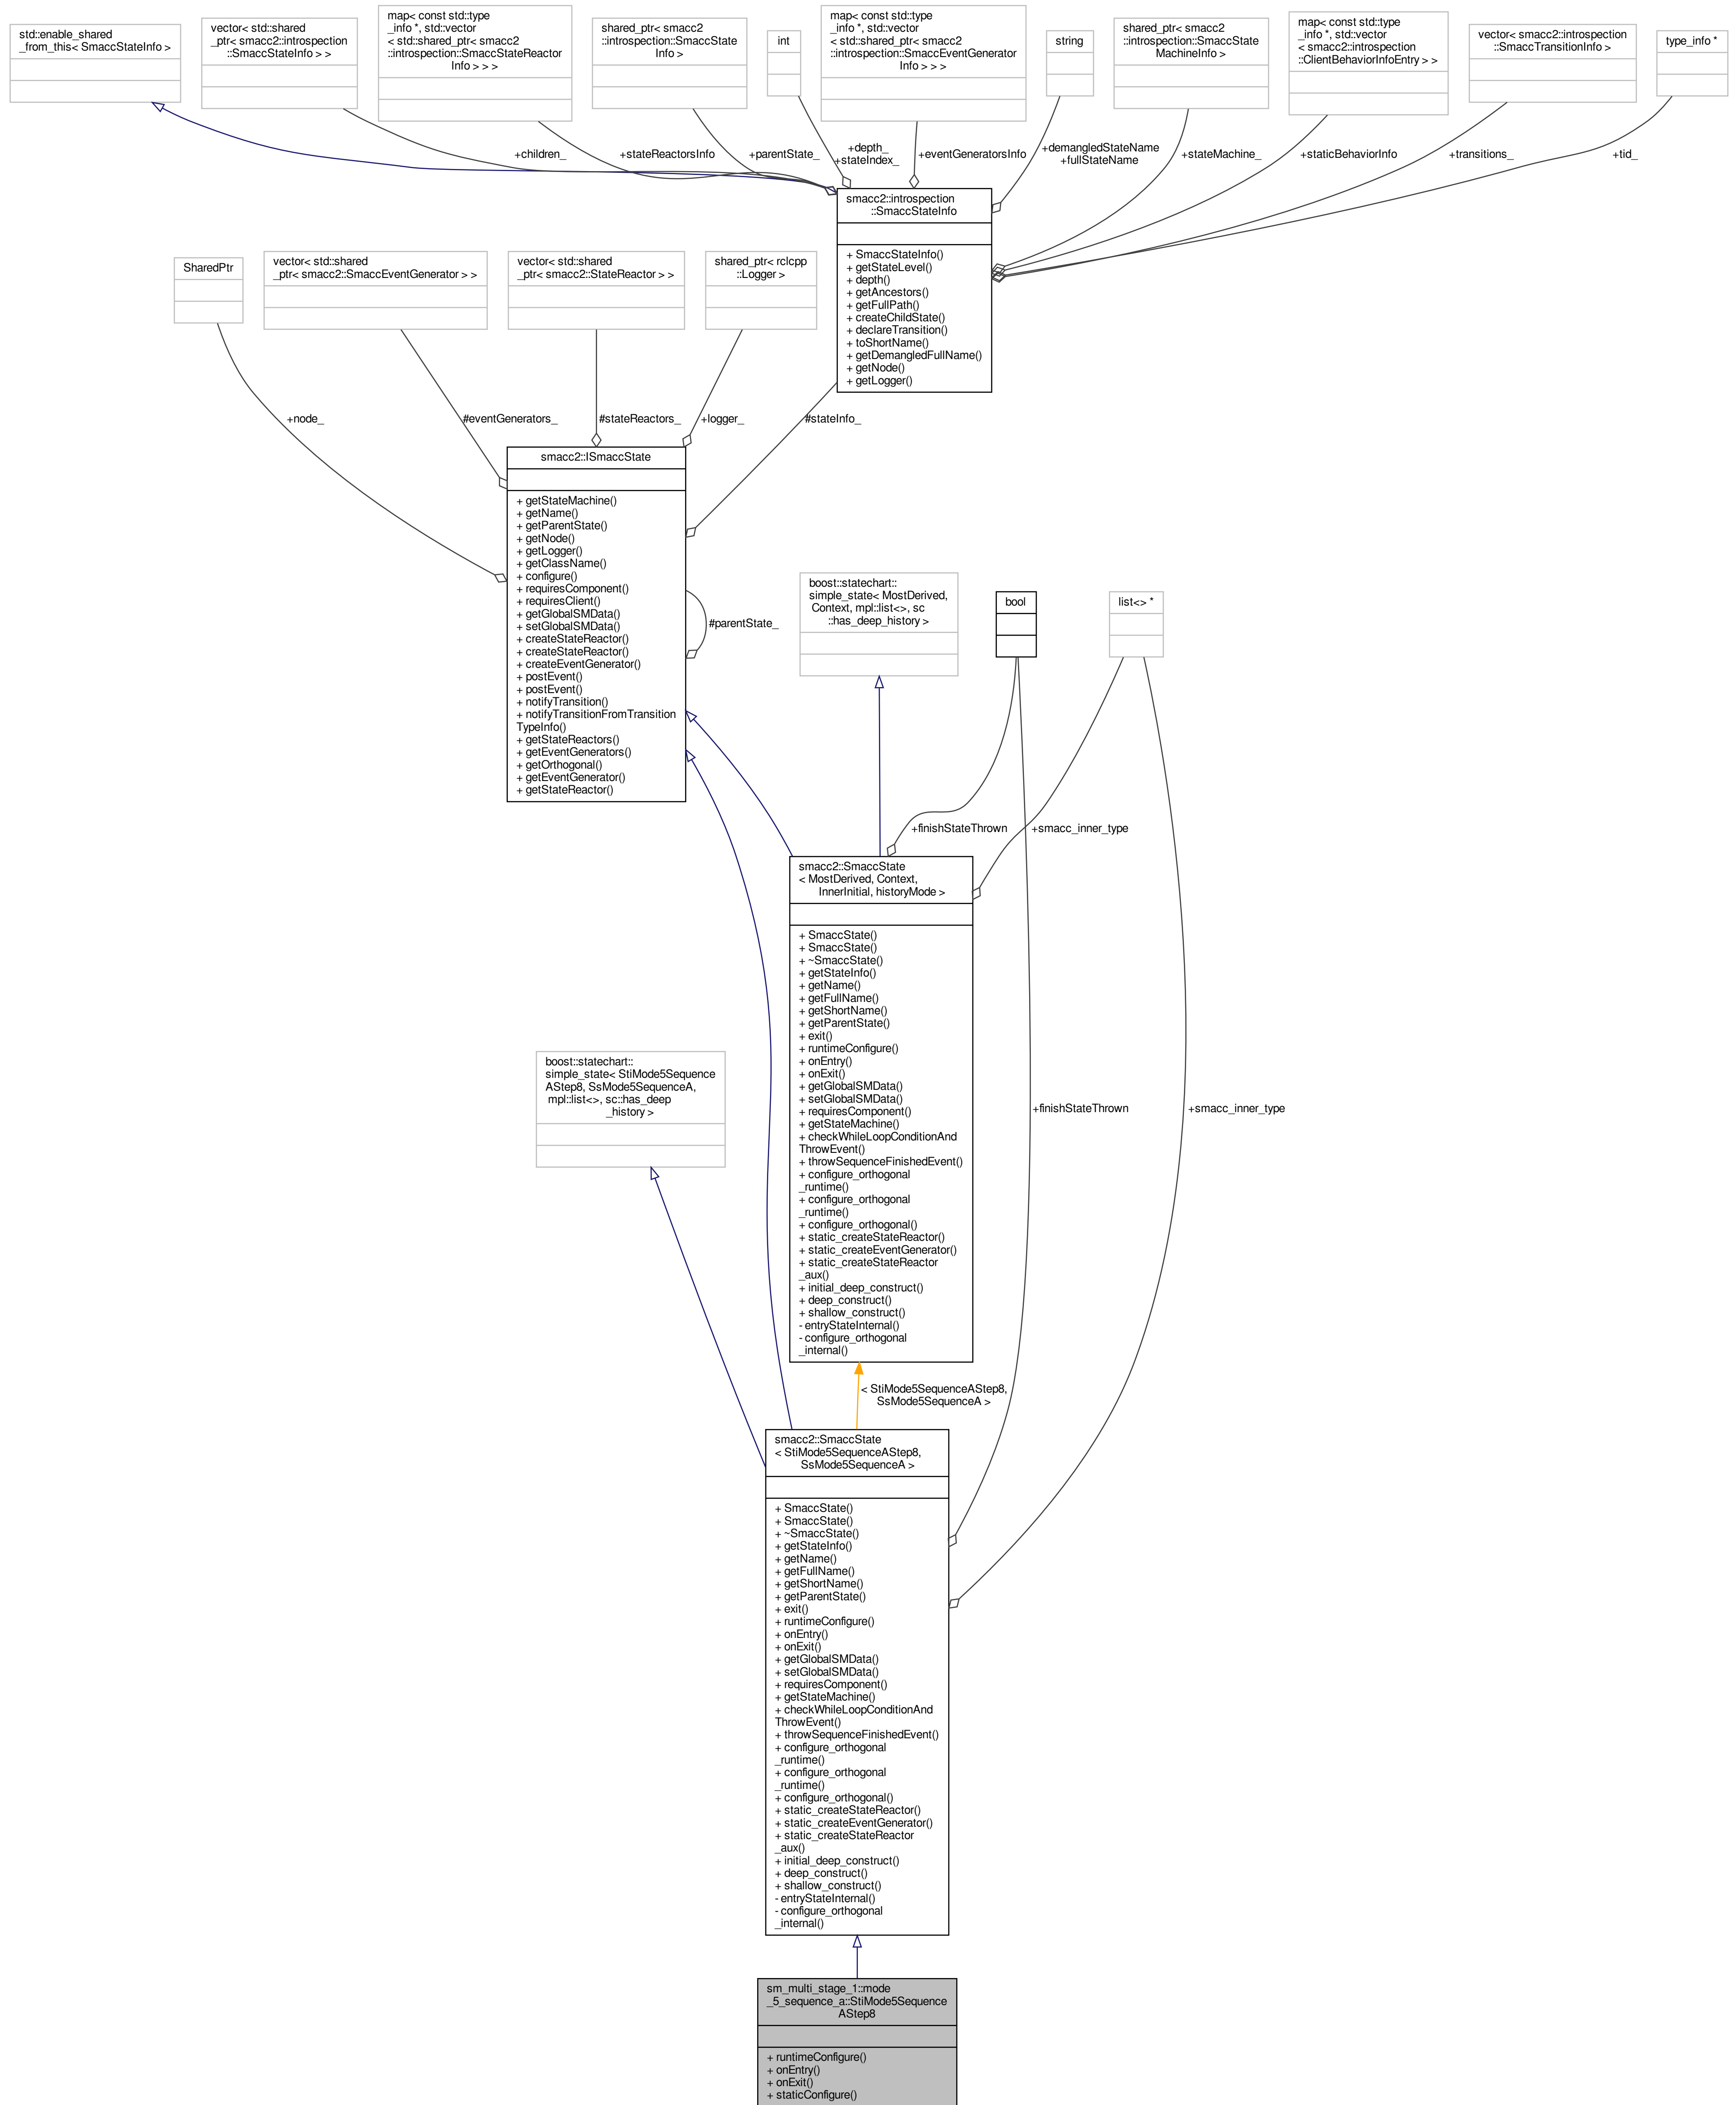 std::enable_shared
_from_this< SmaccStateInfo >
vector< std::shared
_ptr< smacc2::introspection
::SmaccStateInfo > >
map< const std::type
_info *, std::vector
< std::shared_ptr< smacc2
::introspection::SmaccStateReactor
Info > > >
shared_ptr< smacc2
::introspection::SmaccState
Info >
int
map< const std::type
_info *, std::vector
< std::shared_ptr< smacc2
::introspection::SmaccEventGenerator
Info > > >
string
shared_ptr< smacc2
::introspection::SmaccState
MachineInfo >
map< const std::type
_info *, std::vector
< smacc2::introspection
::ClientBehaviorInfoEntry > >
vector< smacc2::introspection
::SmaccTransitionInfo >
type_info *
+children_
+stateReactorsInfo
+parentState_
+depth_
+stateIndex_
+eventGeneratorsInfo
+demangledStateName
+fullStateName
+stateMachine_
+staticBehaviorInfo
+transitions_
+tid_
smacc2::introspection
::SmaccStateInfo
+ SmaccStateInfo()
+ getStateLevel()
+ depth()
+ getAncestors()
+ getFullPath()
+ createChildState()
+ declareTransition()
+ toShortName()
+ getDemangledFullName()
+ getNode()
+ getLogger()
SharedPtr
vector< std::shared
_ptr< smacc2::SmaccEventGenerator > >
vector< std::shared
_ptr< smacc2::StateReactor > >
shared_ptr< rclcpp
::Logger >
+node_
#eventGenerators_
#stateReactors_
+logger_
#stateInfo_
smacc2::ISmaccState
+ getStateMachine()
+ getName()
+ getParentState()
+ getNode()
+ getLogger()
+ getClassName()
+ configure()
+ requiresComponent()
+ requiresClient()
+ getGlobalSMData()
+ setGlobalSMData()
+ createStateReactor()
+ createStateReactor()
+ createEventGenerator()
+ postEvent()
+ postEvent()
+ notifyTransition()
+ notifyTransitionFromTransition
TypeInfo()
+ getStateReactors()
+ getEventGenerators()
+ getOrthogonal()
+ getEventGenerator()
+ getStateReactor()
#parentState_
boost::statechart::
simple_state< MostDerived,
Context, mpl::list<>, sc
::has_deep_history >
bool
list<> *
+finishStateThrown
+smacc_inner_type
smacc2::SmaccState
< MostDerived, Context,
InnerInitial, historyMode >
+ SmaccState()
+ SmaccState()
+ ~SmaccState()
+ getStateInfo()
+ getName()
+ getFullName()
+ getShortName()
+ getParentState()
+ exit()
+ runtimeConfigure()
+ onEntry()
+ onExit()
+ getGlobalSMData()
+ setGlobalSMData()
+ requiresComponent()
+ getStateMachine()
+ checkWhileLoopConditionAnd
ThrowEvent()
+ throwSequenceFinishedEvent()
+ configure_orthogonal
_runtime()
+ configure_orthogonal
_runtime()
+ configure_orthogonal()
+ static_createStateReactor()
+ static_createEventGenerator()
+ static_createStateReactor
_aux()
+ initial_deep_construct()
+ deep_construct()
+ shallow_construct()
- entryStateInternal()
- configure_orthogonal
_internal()
boost::statechart::
simple_state< StiMode5Sequence
AStep8, SsMode5SequenceA,
mpl::list<>, sc::has_deep
_history >
+finishStateThrown
+smacc_inner_type
< StiMode5SequenceAStep8,
SsMode5SequenceA >
smacc2::SmaccState
< StiMode5SequenceAStep8,
SsMode5SequenceA >
+ SmaccState()
+ SmaccState()
+ ~SmaccState()
+ getStateInfo()
+ getName()
+ getFullName()
+ getShortName()
+ getParentState()
+ exit()
+ runtimeConfigure()
+ onEntry()
+ onExit()
+ getGlobalSMData()
+ setGlobalSMData()
+ requiresComponent()
+ getStateMachine()
+ checkWhileLoopConditionAnd
ThrowEvent()
+ throwSequenceFinishedEvent()
+ configure_orthogonal
_runtime()
+ configure_orthogonal
_runtime()
+ configure_orthogonal()
+ static_createStateReactor()
+ static_createEventGenerator()
+ static_createStateReactor
_aux()
+ initial_deep_construct()
+ deep_construct()
+ shallow_construct()
- entryStateInternal()
- configure_orthogonal
_internal()
sm_multi_stage_1::mode
_5_sequence_a::StiMode5Sequence
AStep8
+ runtimeConfigure()
+ onEntry()
+ onExit()
+ staticConfigure()